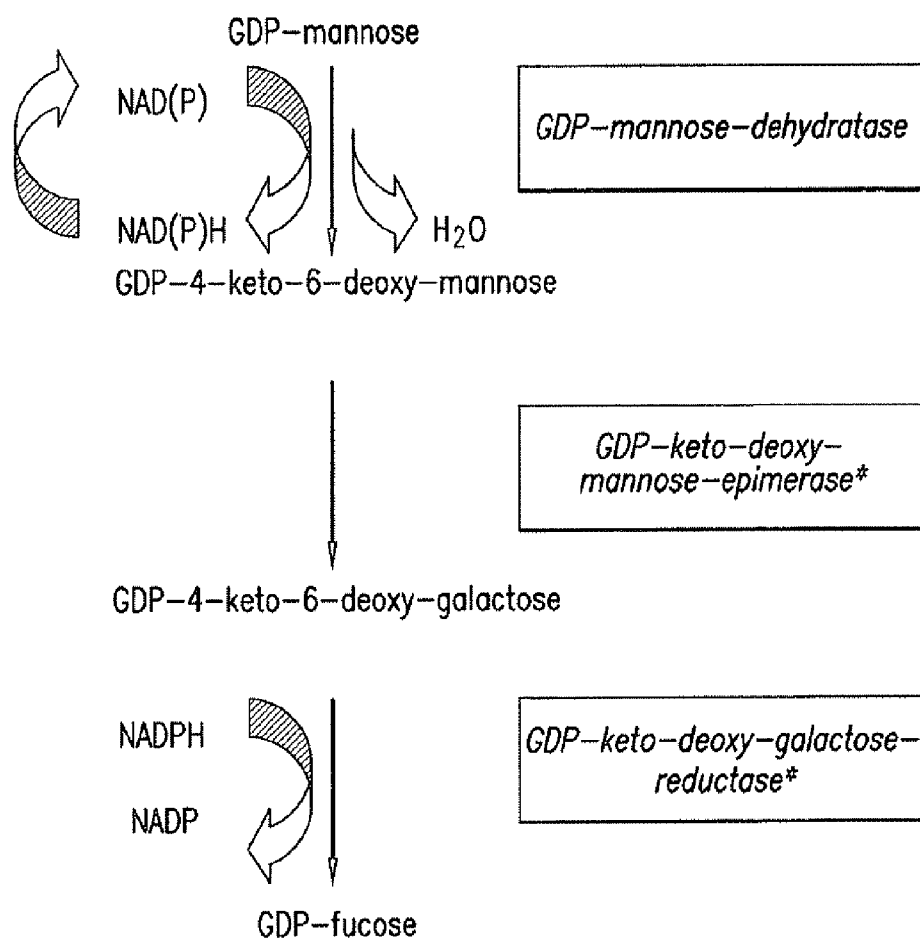 GDP-mannose
NAD(P)
GDP-mannose-dehydratase
NAD(P)H
H₂O
GDP-4-keto-6-deoxy-mannose
GDP-keto-deoxy-
mannose-epimerase*
GDP-4-keto-6-deoxy-galactose
NADPH
GDP-keto-deoxy-galactose-
reductase*
NADP
GDP-fucose